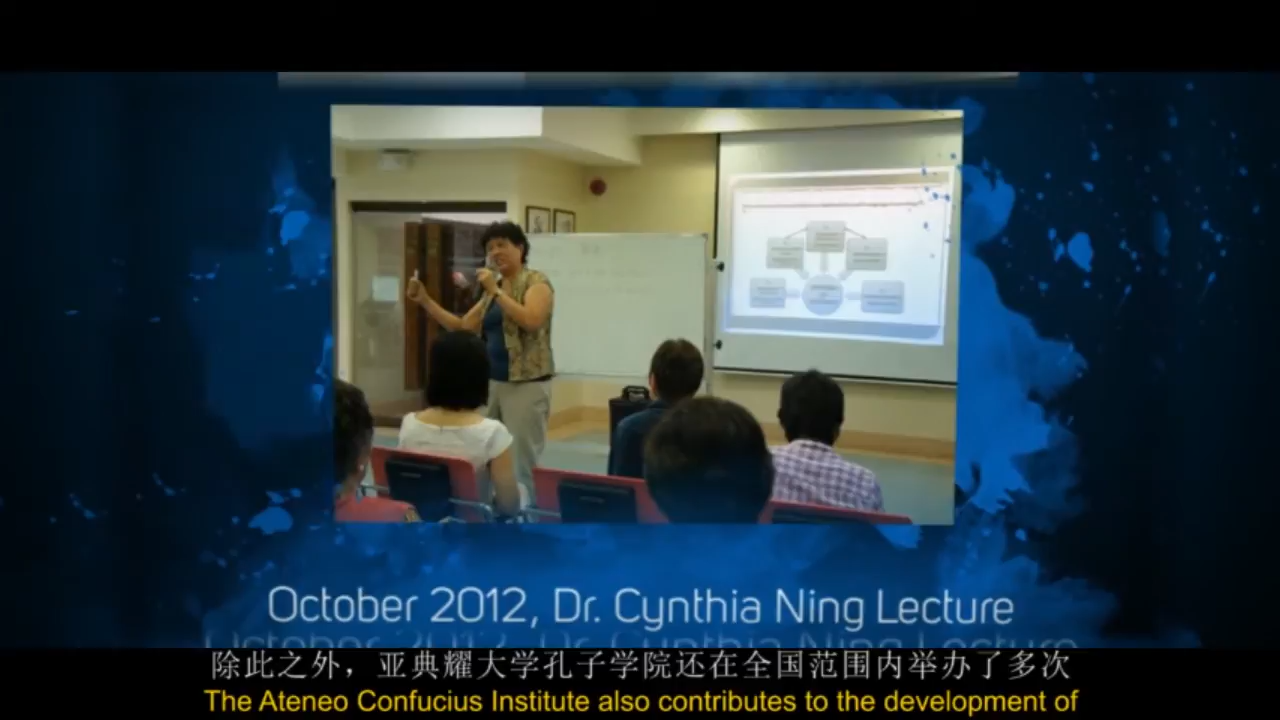 October 2012, Dr. Cynthia Ning Lecture
除此之外，亚典耀大学孔子学院还在全国范围内举办了多次
The Ateneo Confucius Institute also contributes to the development of